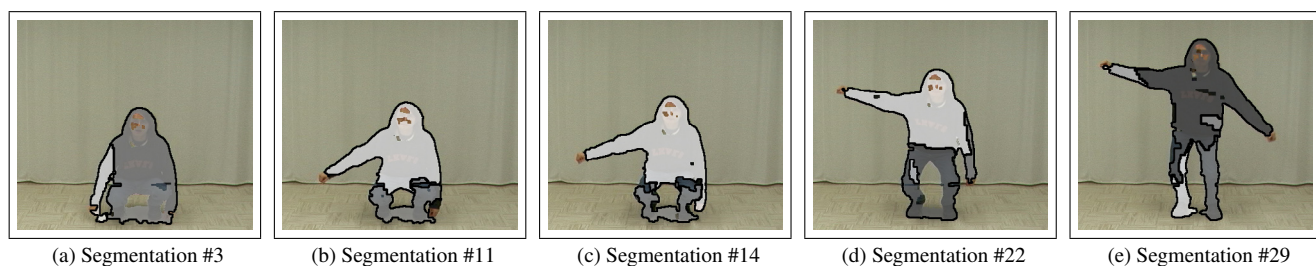 (a) Segmentation #3
(b) Segmentation #11
(c) Segmentation #14
(d) Segmentation #22
(e) Segmentation #29